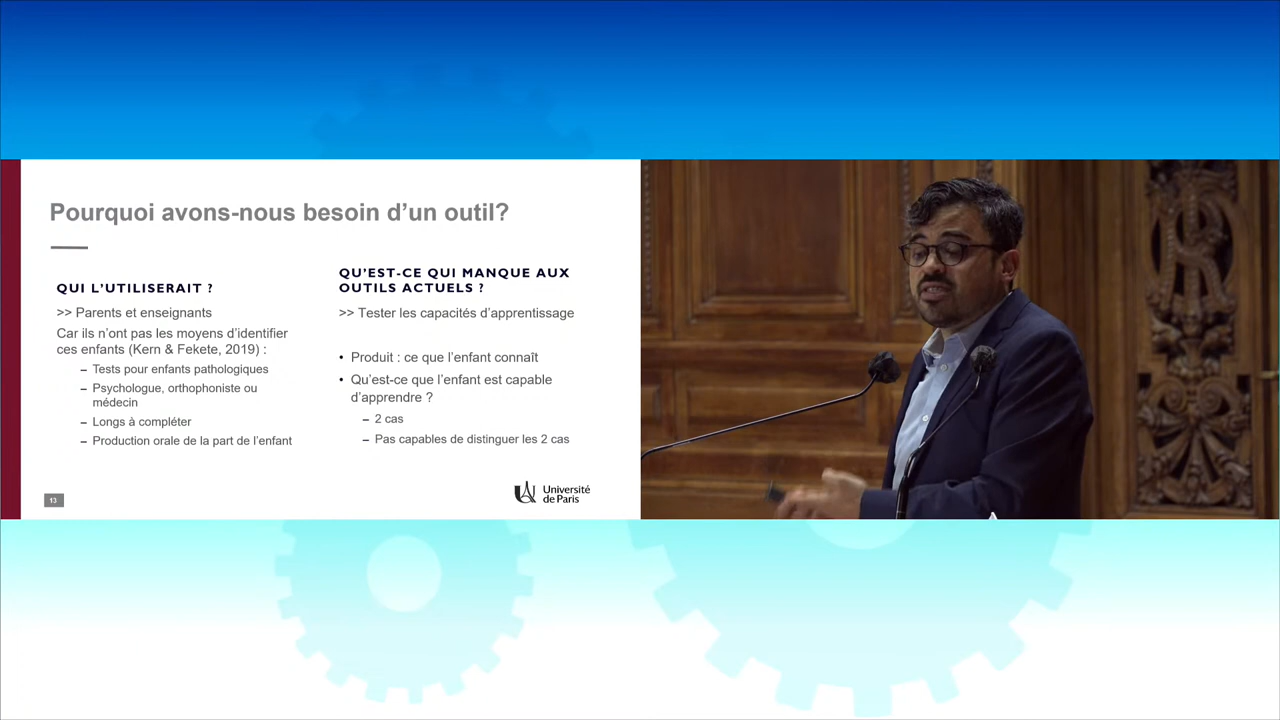 Pourquoi avons-nous besoin d’un outil?
QUI L’UTILISERAIT ?
>> Parents et enseignants
Car ils n’ont pas les moyens d’identifier
ces enfants (Kern & Fekete, 2019) :
– Tests pour enfants pathologiques
– Psychologue, orthophoniste ou
médecin
– Longs à compléter
– Production orale de la part de l’enfant
QU’EST-CE QUI MANQUE AUX
OUTILS ACTUELS ?
>> Tester les capacités d’apprentissage
• Produit : ce que l’enfant connaît
• Qu’est-ce que l’enfant est capable
d’apprendre ?
– 2 cas
– Pas capables de distinguer les 2 cas
13
Université
de Paris